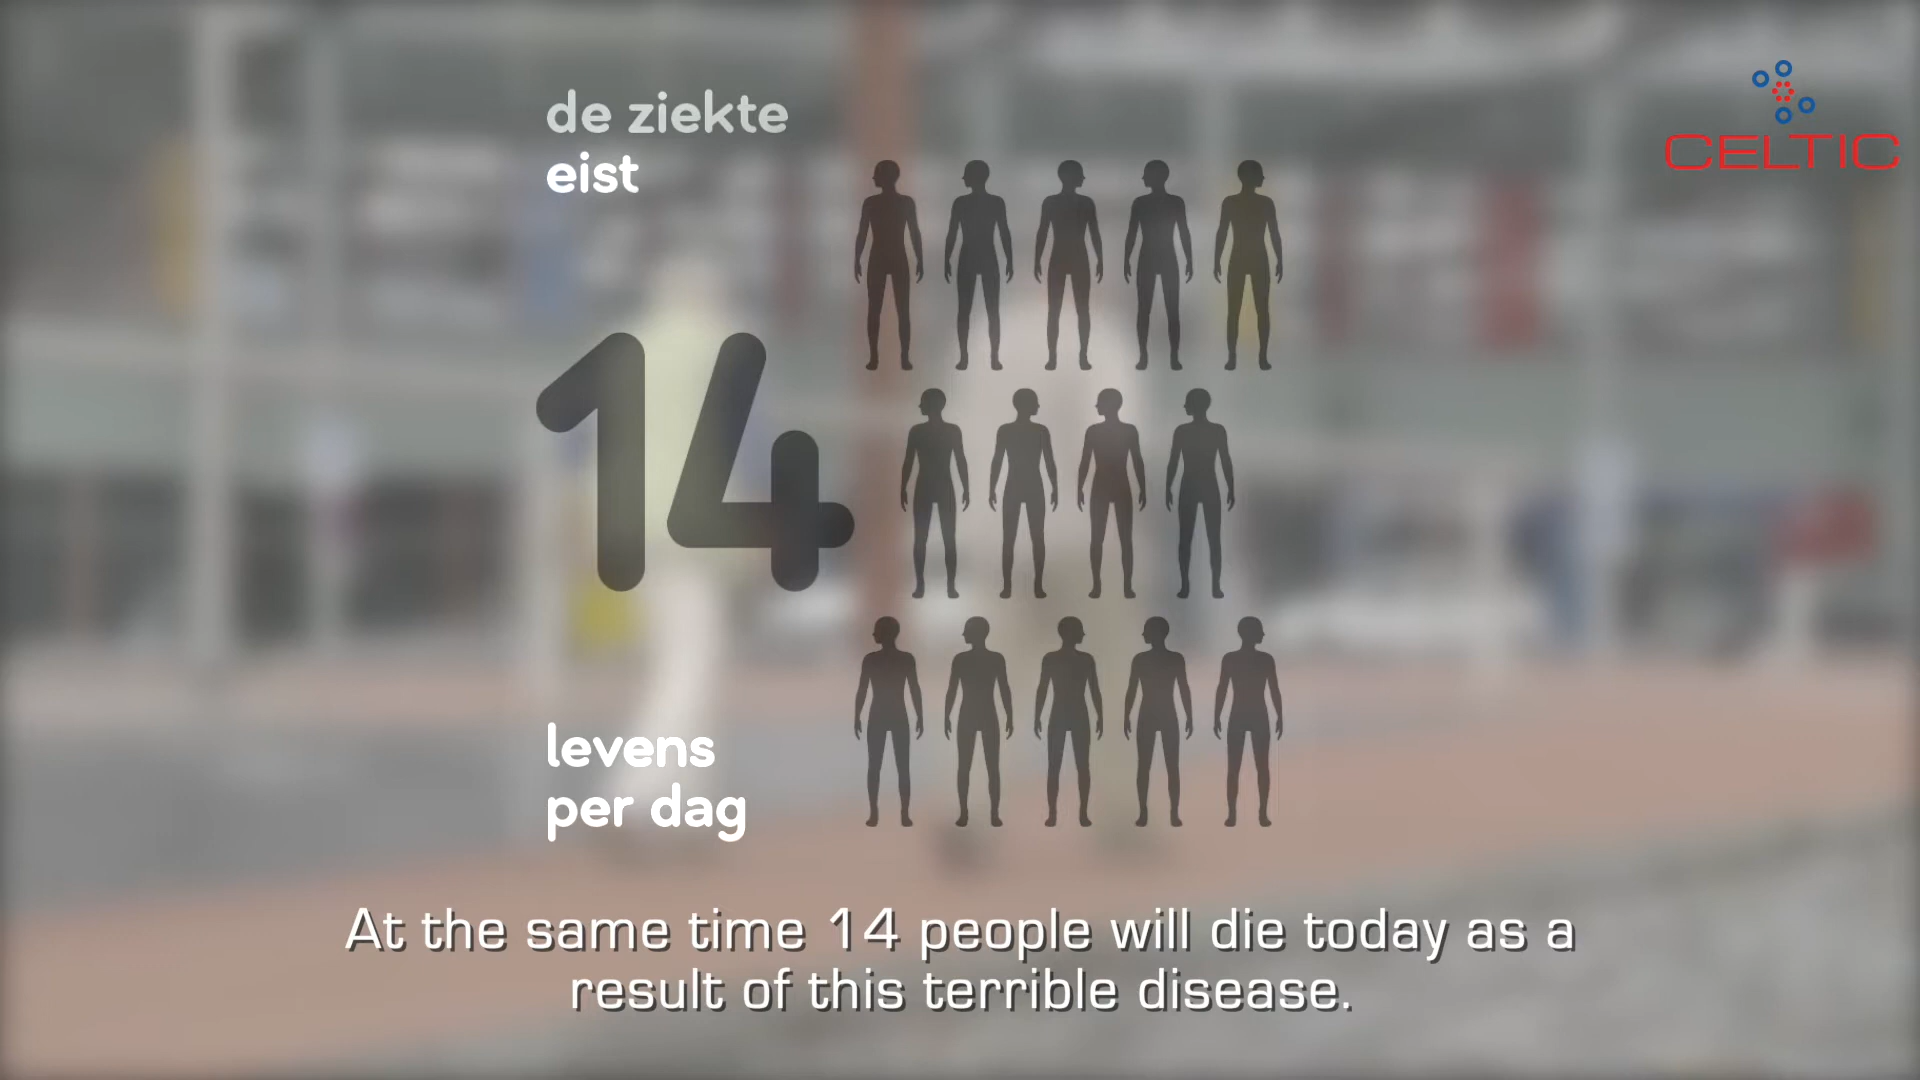 CELTIC
de ziekte
eist
14
levens
per dag
At the same time 14 people will die today as a
result of this terrible disease.